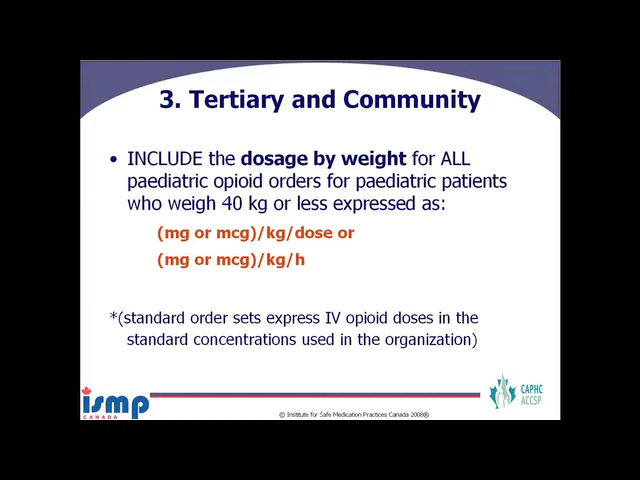 3. Tertiary and Community
• INCLUDE the dosage by weight for ALL
paediatric opioid orders for paediatric patients
who weigh 40 kg or less expressed as:
(mg or mcg)/kg/dose or
(mg or mcg)/kg/h
*(standard order sets express IV opioid doses in the
standard concentrations used in the organization)
ismp
CANADA
CAPHC
ACCSP
© Institute for Safe Medication Practices Canada 2008®